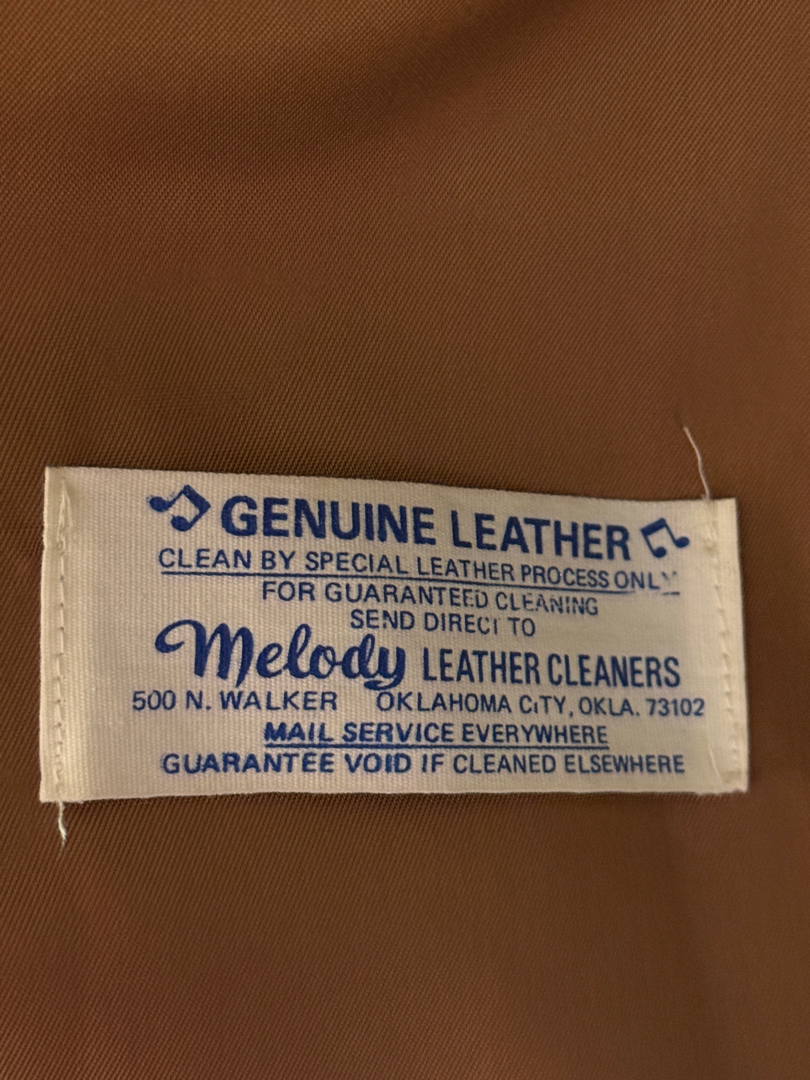 GENUINE LEATHER
CLEAN BY SPECIAL LEATHER PROCESS ONLY
FOR GUARANTEED CLEANING
SEND DIRECT TO
Melody LEATHER CLEANERS
500 N. WALKER OKLAHOMA CiTY, OKLA. 73102
MAIL SERVICE EVERYWHERE
GUARANTEE VOID IF CLEANED ELSEWHERE